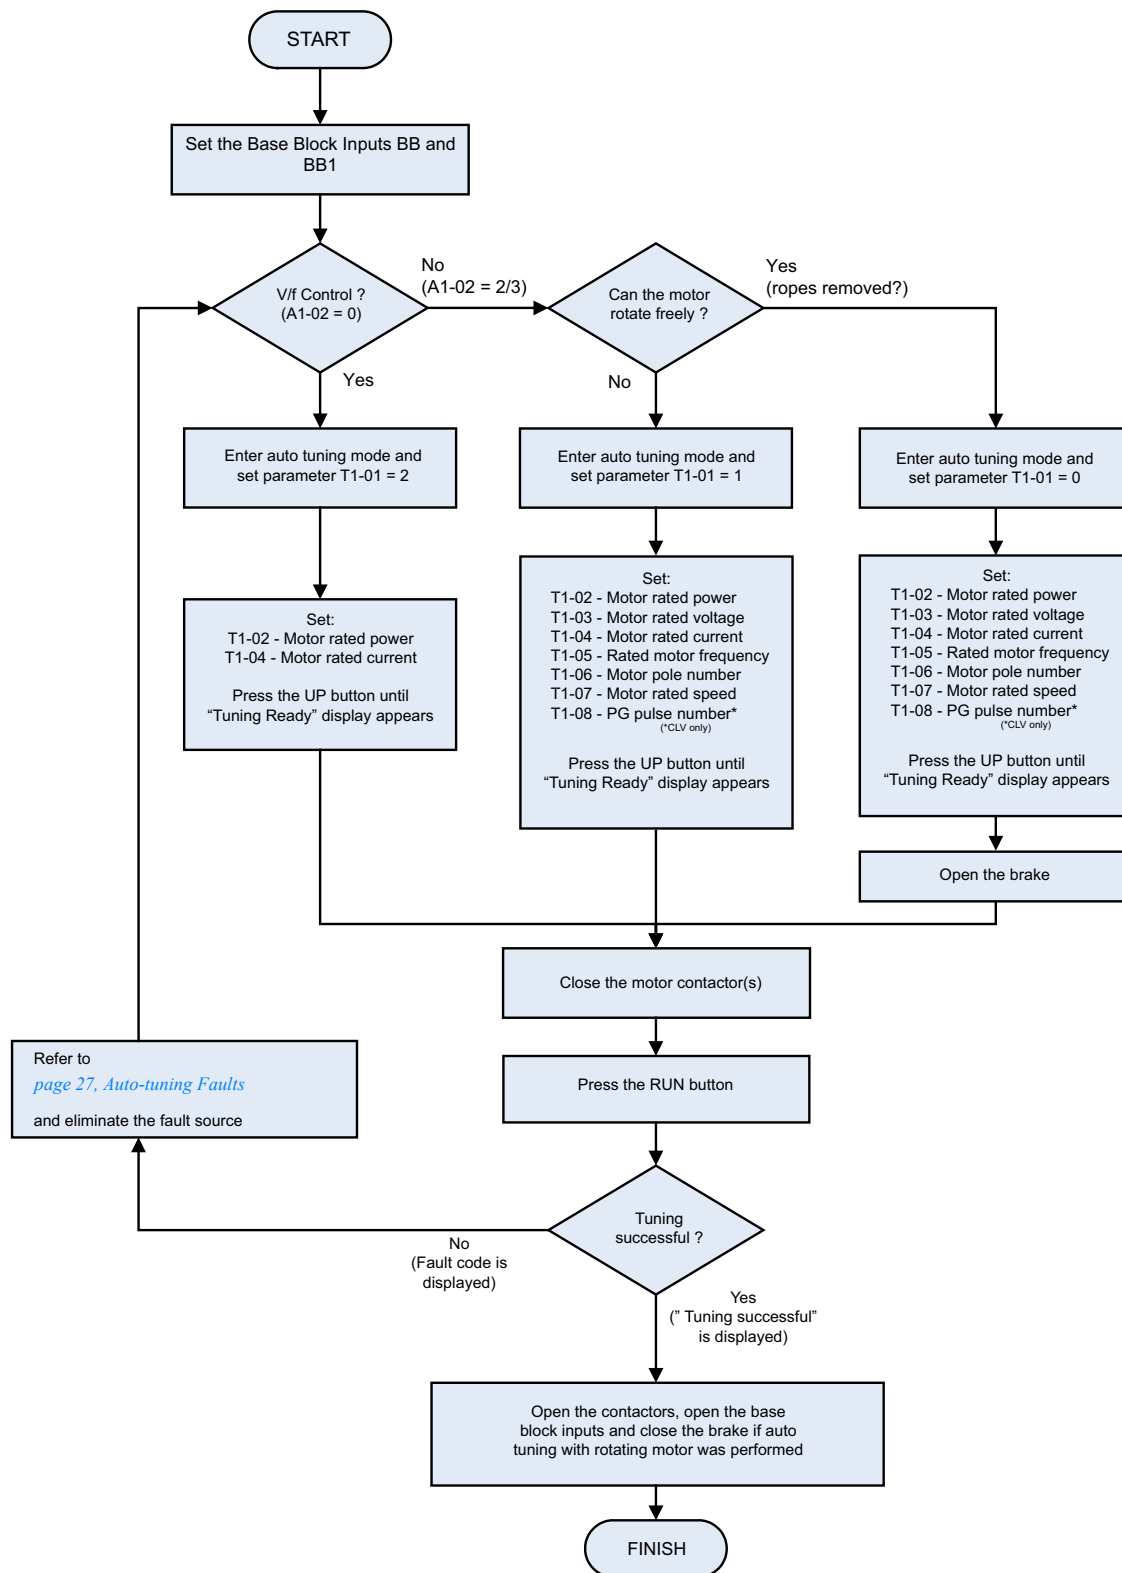 START
Set the Base Block Inputs BB and
BB1
V/f Control ?
(A1-02 = 0)
No
(A1-02 = 2/3)
Can the motor
rotate freely ?
Yes
(ropes removed?)
Yes
No
Enter auto tuning mode and
set parameter T1-01 = 2
Enter auto tuning mode and
set parameter T1-01 = 1
Enter auto tuning mode and
set parameter T1-01 = 0
Set:
T1-02 - Motor rated power
T1-04 - Motor rated current
Press the UP button until
“Tuning Ready” display appears
Set:
T1-02 - Motor rated power
T1-03 - Motor rated voltage
T1-04 - Motor rated current
T1-05 - Rated motor frequency
T1-06 - Motor pole number
T1-07 - Motor rated speed
T1-08 - PG pulse number*
(*CLV only)
Press the UP button until
“Tuning Ready” display appears
Set:
T1-02 - Motor rated power
T1-03 - Motor rated voltage
T1-04 - Motor rated current
T1-05 - Rated motor frequency
T1-06 - Motor pole number
T1-07 - Motor rated speed
T1-08 - PG pulse number*
(*CLV only)
Press the UP button until
“Tuning Ready” display appears
Open the brake
Close the motor contactor(s)
Refer to
page 27, Auto-tuning Faults
and eliminate the fault source
Press the RUN button
Tuning
successful ?
No
(Fault code is
displayed)
Yes
(” Tuning successful”
is displayed)
Open the contactors, open the base
block inputs and close the brake if auto
tuning with rotating motor was performed
FINISH